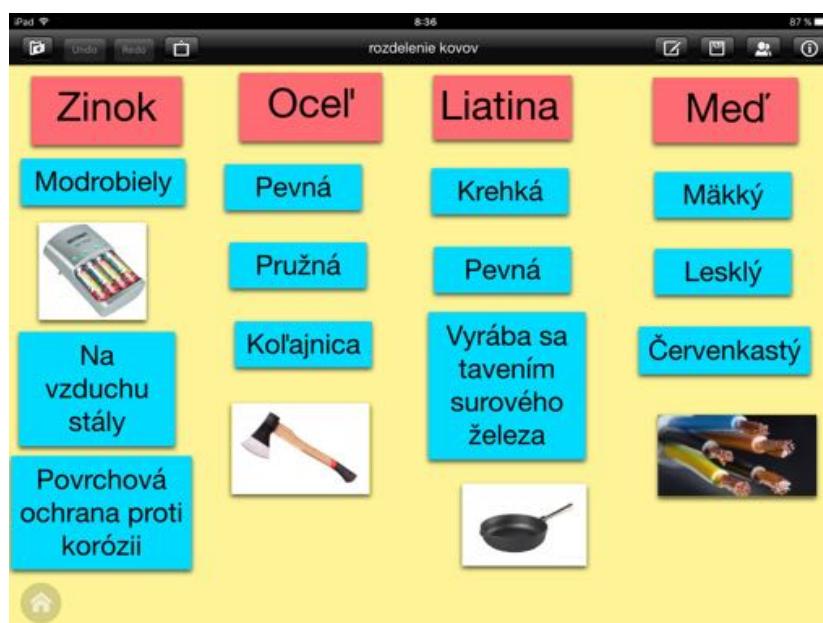 iPad
8:36
87 %
Undo
Redo
rozdelenie kovov
Zinok
Oceľ
Liatina
Meď
Modrobiely
Na
vzduchu
stály
Povrchová
ochrana proti
korózii
Pevná
Pružná
Koľajnica
Krehká
Pevná
Vyrába sa
tavením
surového
železa
Mäkký
Lesklý
Červenkastý